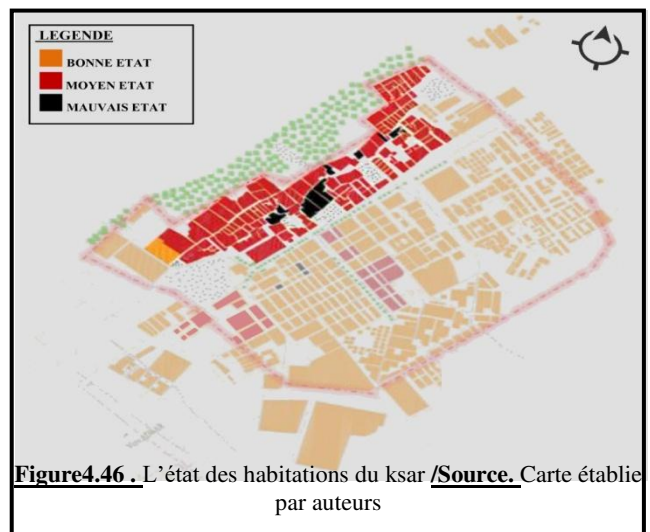 LEGENDE
BONNE ETAT
MOYEN ETAT
MAUVAIS ETAT
Figure4.46 . L’état des habitations du ksar /Source. Carte établie
par auteurs